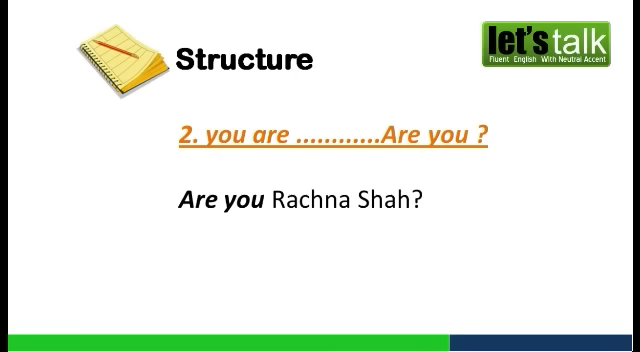 Structure
let's talk
Fluent English With Neutral Accent
2. you are ............Are you ?
Are you Rachna Shah?